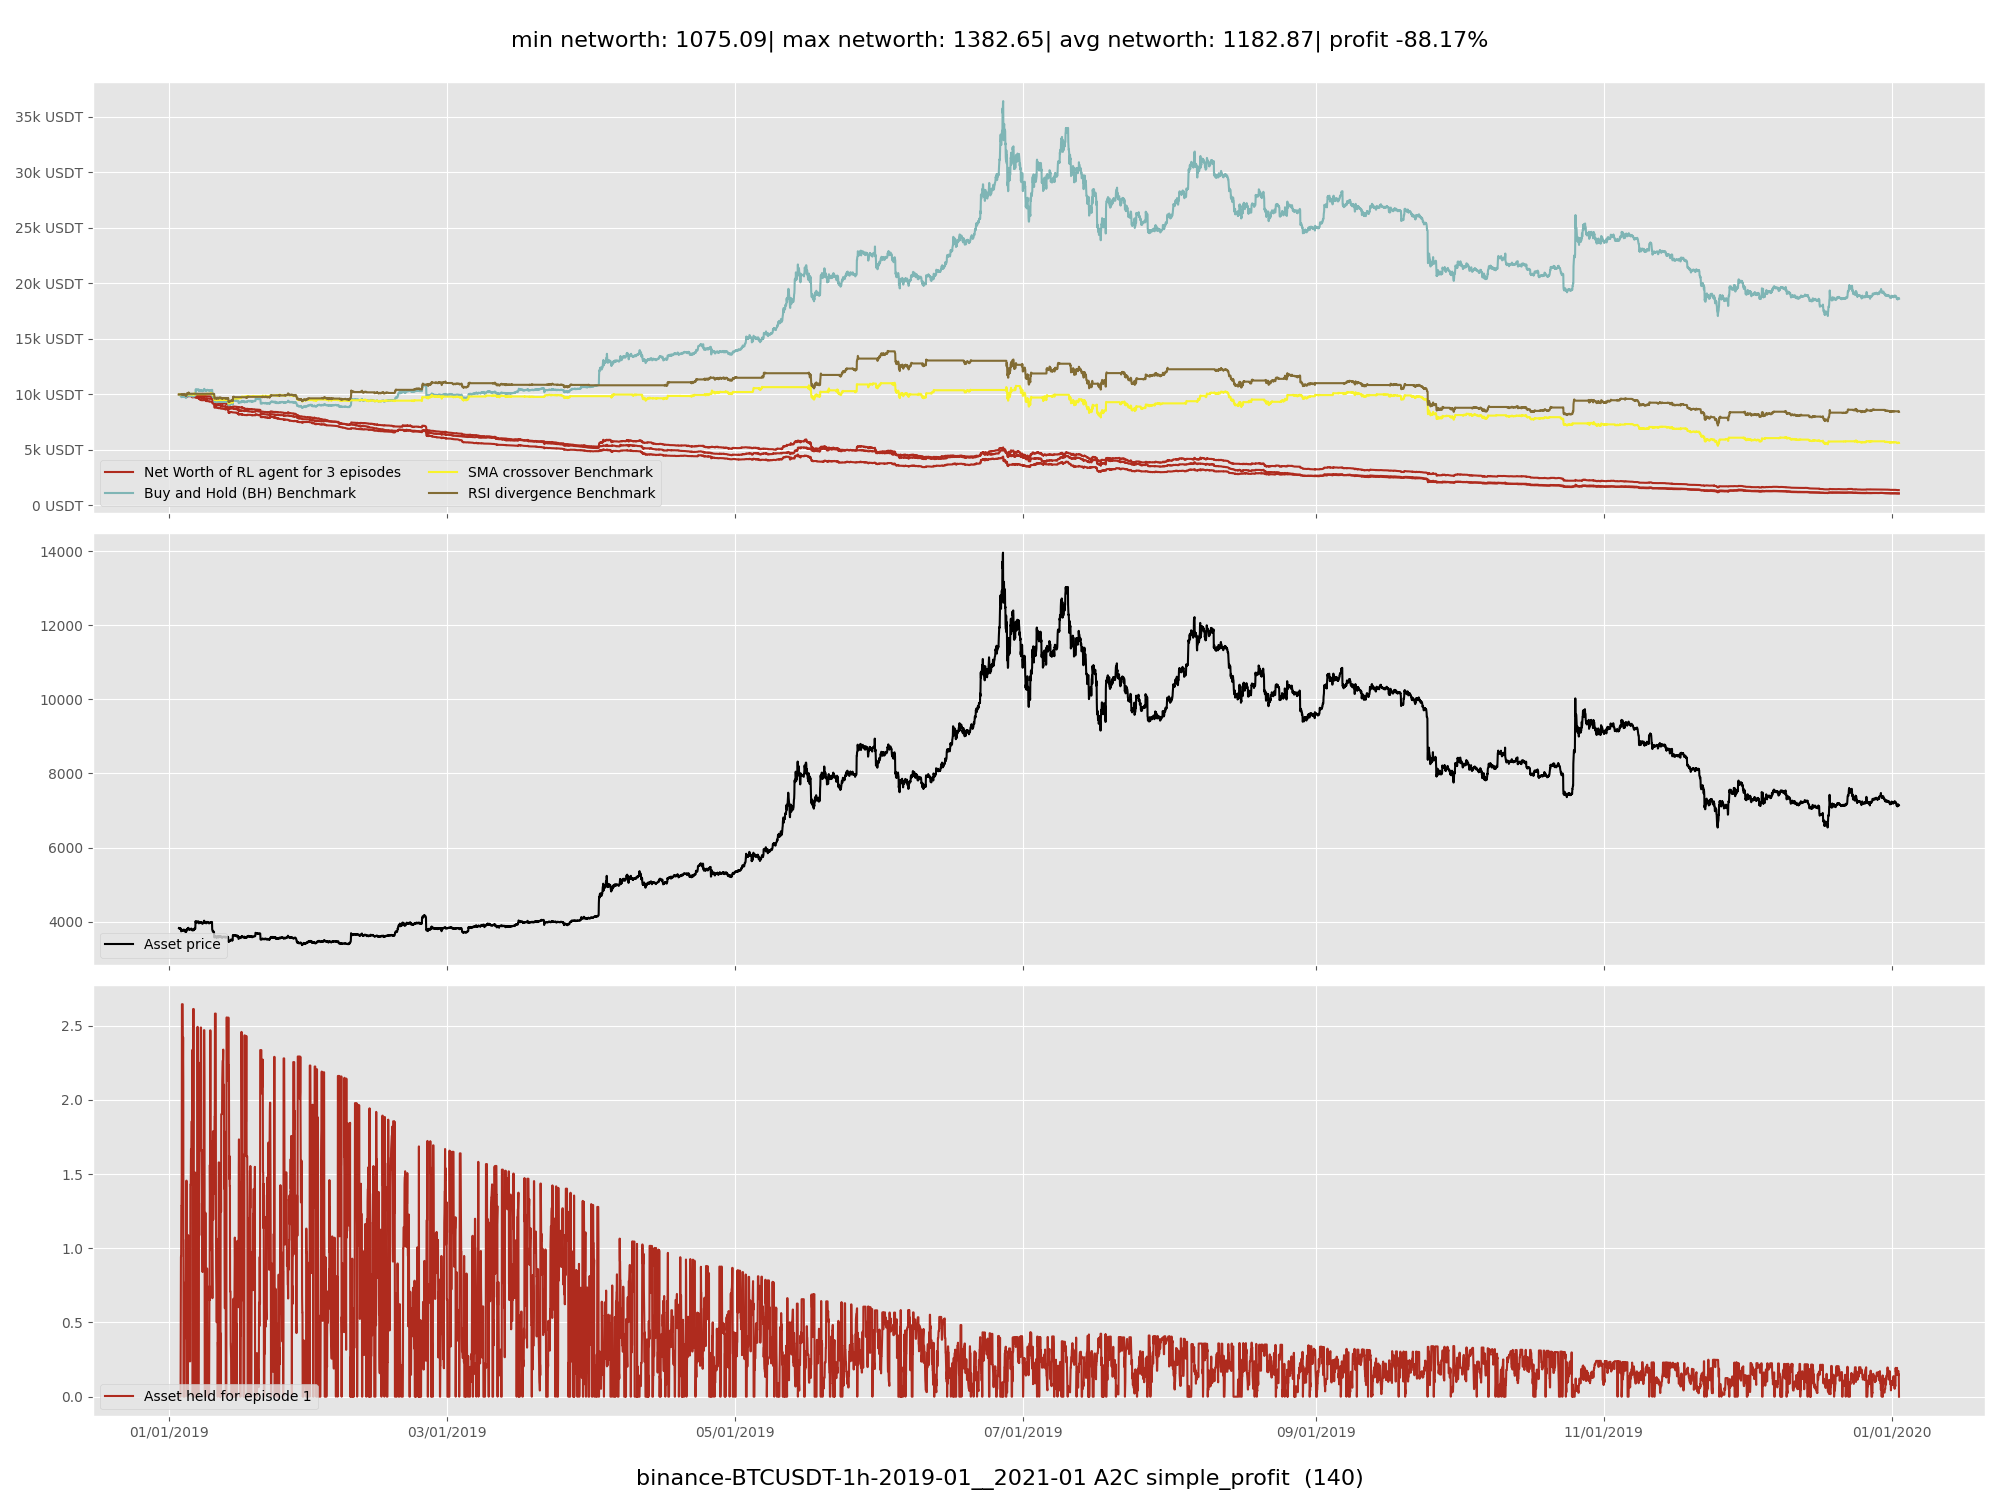 min networth: 1075.09| max networth: 1382.65| avg networth: 1182.87| profit -88.17%
35k USDT
30k USDT
25k USDT
20k USDT
15k USDT
10k USDT
5k USDT
0 USDT
Net Worth of RL agent for 3 episodes
Buy and Hold (BH) Benchmark
SMA crossover Benchmark
RSI divergence Benchmark
14000
12000
10000
8000
6000
4000
Asset price
2.5
2.0
1.5
1.0
0.5
0.0
Asset held for episode 1
01/01/2019 03/01/2019 05/01/2019 07/01/2019 09/01/2019 11/01/2019 01/01/2020
binance-BTCUSDT-1h-2019-01__2021-01 A2C simple_profit (140)